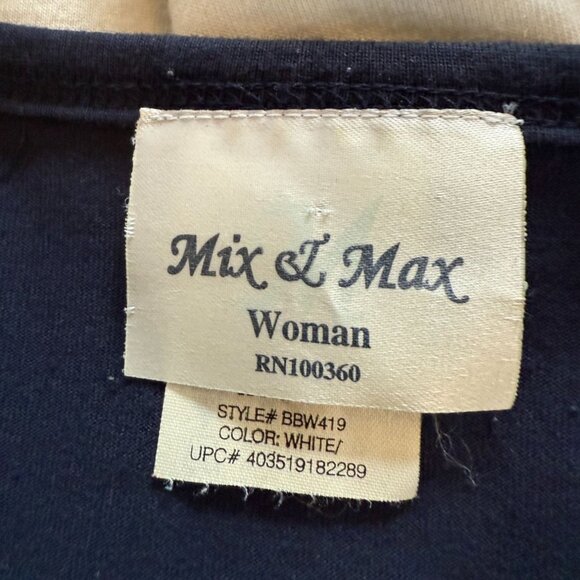 Mix & Max
Woman
RN100360
STYLE# BBW419
COLOR: WHITE/
UPC# 403519182289